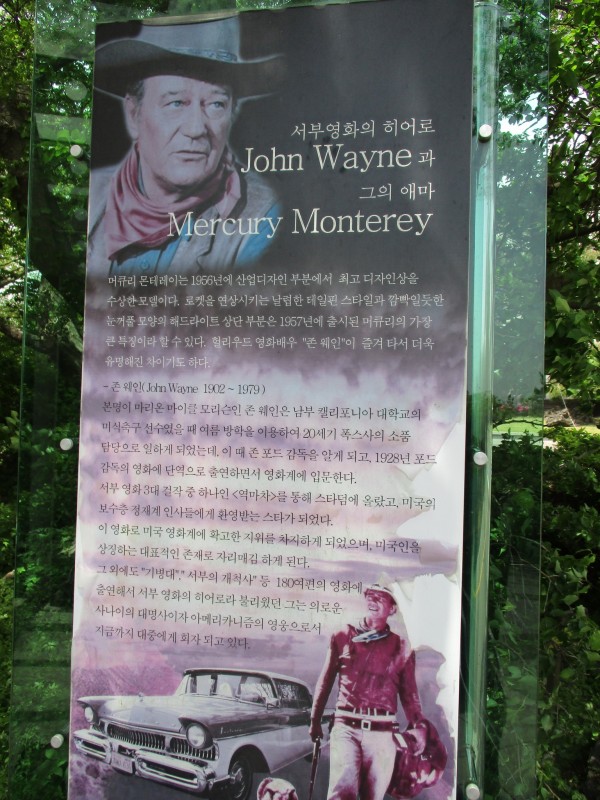 서부영화의 히어로
John Wayne 과
그의 애마
Mercury Monterey
머큐리 몬테레이는 1956년에 산업디자인 부분에서 최고 디자인상을
수상한 모델이다. 로켓을 연상시키는 날렵한 테일핀 스타일과 깜빡일듯한
눈꺼풀 모양의 헤드라이트 상단 부분은 1957년에 출시된 머큐리의 가장
큰 특징이라 할 수 있다. 헐리우드 영화배우 "존 웨인"이 즐겨 타서 더욱
유명해진 차이기도 하다.
- 존 웨인(John Wayne 1902 ~ 1979)
본명이 마리온 마이클 모리슨인 존 웨인은 남부 캘리포니아 대학교의
미식축구 선수였을 때 여름 방학을 이용하여 20세기 폭스사의 소품
담당으로 일하게 되었는데, 이 때 존 포드 감독을 알게 되고, 1928년 포드
감독의 영화에 단역으로 출연하면서 영화계에 입문한다.
서부 영화 3대 걸작 중 하나인 <역마차>를 통해 스타덤에 올랐고, 미국의
보수층 정재계 인사들에게 환영받는 스타가 되었다.
이 영화로 미국 영화계에 확고한 지위를 차지하게 되었으며, 미국인을
상징하는 대표적인 존재로 자리매김 하게 된다.
그 외에도 "기병대", "서부의 개척사" 등 180여편의 영화에
출연해서 서부 영화의 히어로라 불리웠던 그는 의로운
사나이의 대명사이자 아메리카니즘의 영웅으로서
지금까지 대중에게 회자 되고 있다.